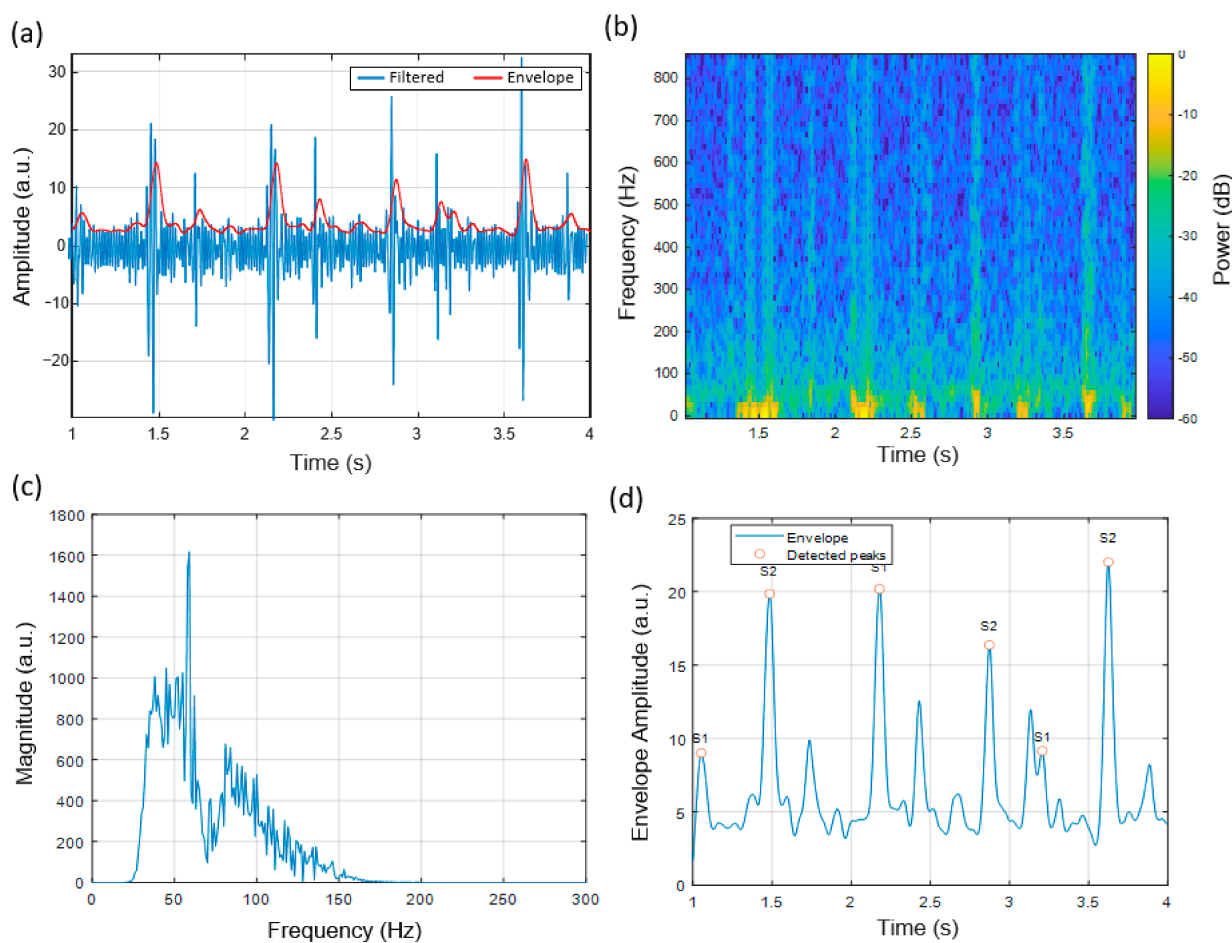 (a)
Amplitude (a.u.)
30
20
10
0
−10
−20
Filtered
Envelope
1
1.5
2
2.5
3
3.5
4
Time (s)
(b)
Frequency (Hz)
800
700
600
500
400
300
200
100
0
1.5
2
2.5
3
3.5
Time (s)
0
-10
-20
-30
-40
-50
-60
Power (dB)
(c)
Magnitude (a.u.)
1800
1600
1400
1200
1000
800
600
400
200
0
0
50
100
150
200
250
300
Frequency (Hz)
(d)
Envelope Amplitude (a.u.)
25
20
15
10
5
0
Envelope
Detected peaks
S1
S2
S1
S2
S1
S2
1
1.5
2
2.5
3
3.5
4
Time (s)